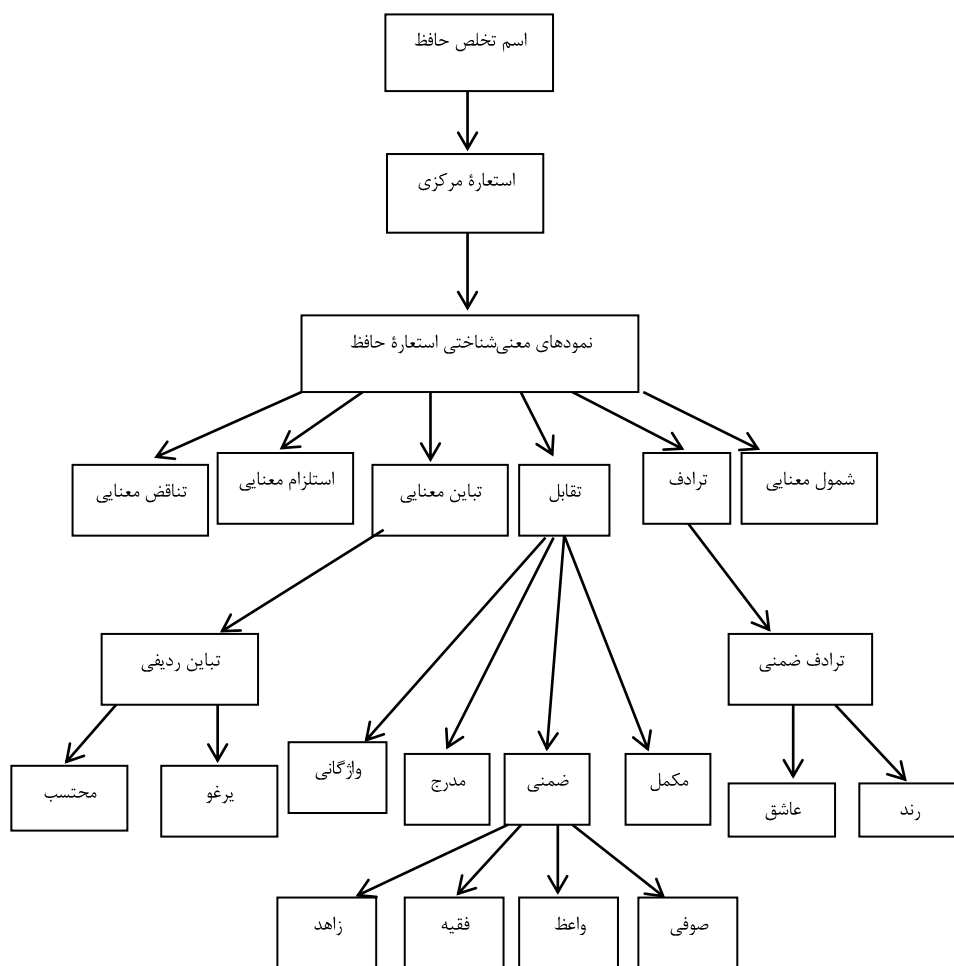 اسم تخلص حافظ
استعارهٔ مرکزی
نمودهای معنی‌شناختی استعارهٔ حافظ
شمول معنایی
ترادف
تقابل
تباین معنایی
استلزام معنایی
تناقض معنایی
ترادف ضمنی
تباین ردیفی
مکمل
ضمنی
مدرج
واژگانی
رند
عاشق
یرغو
محتسب
صوفی
واعظ
فقیه
زاهد